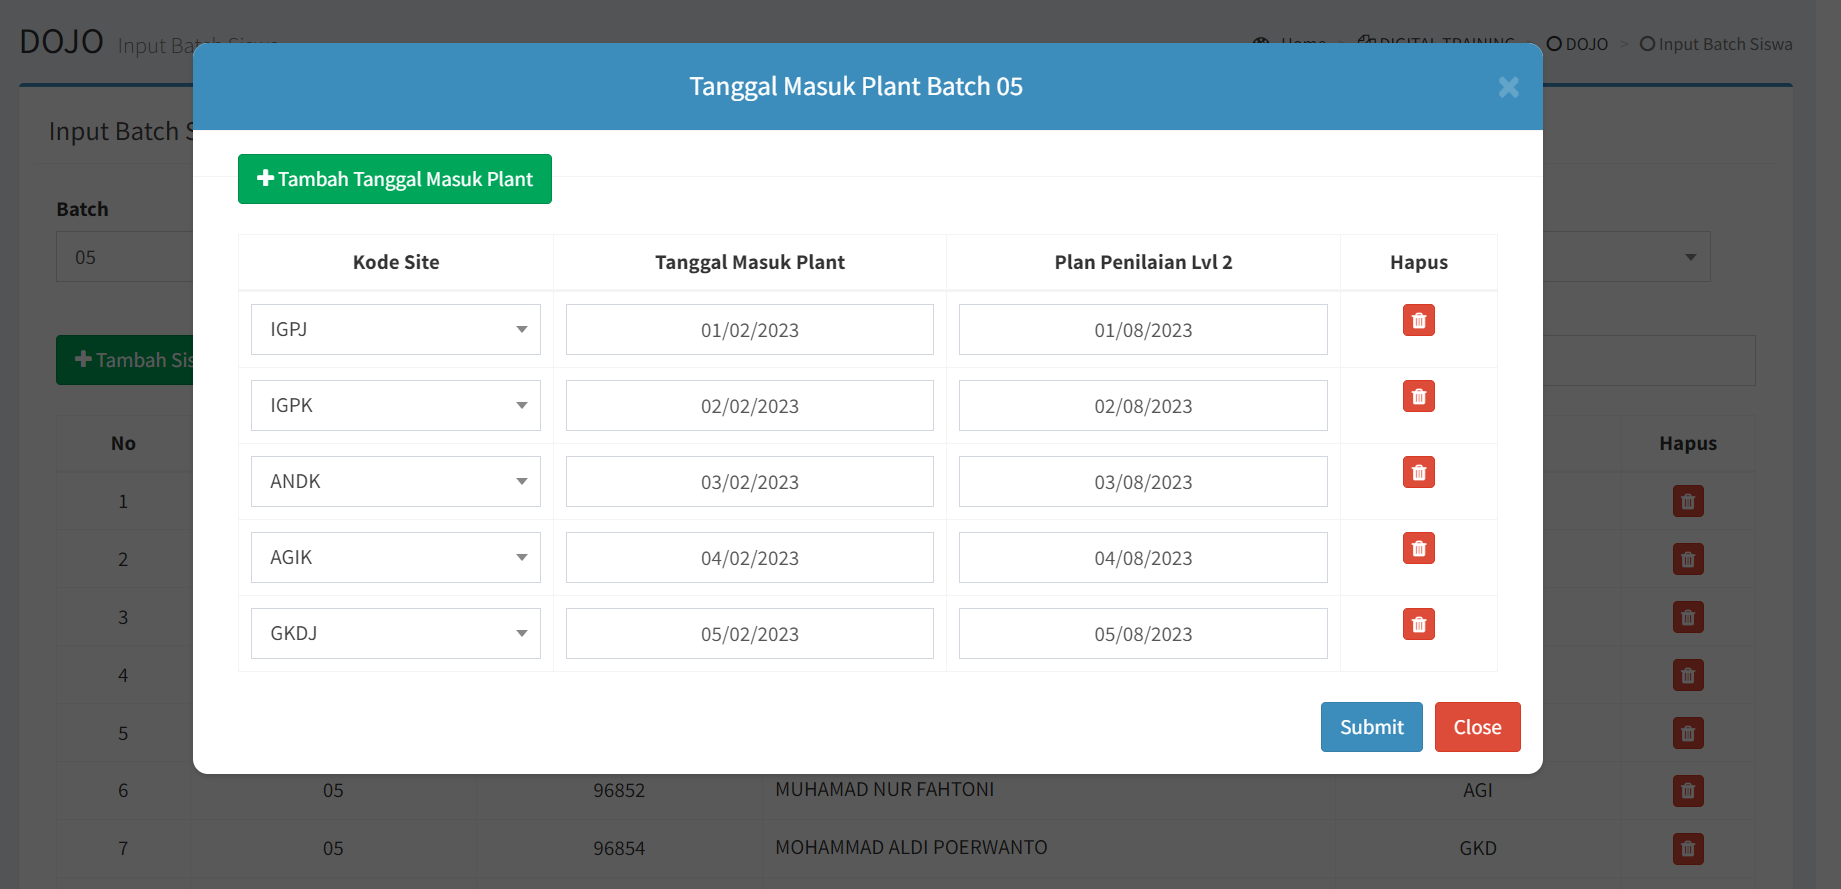 DOJO Input Batch Siswa
Home > DIGITAL TRAINING > DOJO > Input Batch Siswa
Tanggal Masuk Plant Batch 05
Input Batch
Tambah Tanggal Masuk Plant
Batch
05
Kode Site Tanggal Masuk Plant Plan Penilaian Lvl 2 Hapus
IGPJ 01/02/2023 01/08/2023
IGPK 02/02/2023 02/08/2023
ANDK 03/02/2023 03/08/2023
AGIK 04/02/2023 04/08/2023
GKDJ 05/02/2023 05/08/2023
Submit Close
Tambah Sis
No Hapus
1
2
3
4
5
6 05 96852 MUHAMAD NUR FAHTONI AGI
7 05 96854 MOHAMMAD ALDI POERWANTO GKD